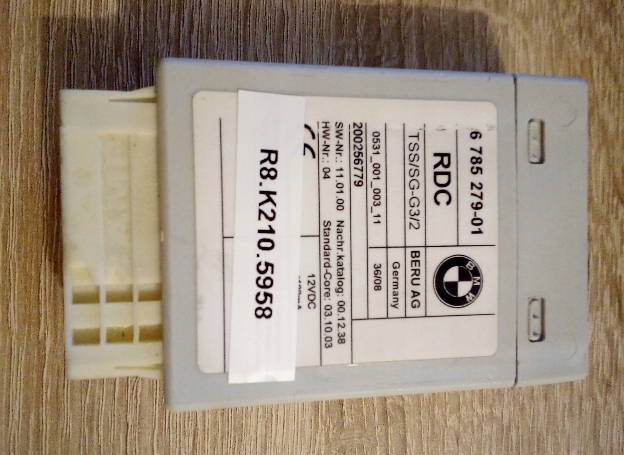 6 785 279-01
RDC
BMW
TSS/SG-G3/2
BERU AG
Germany
0531_001_003_11
36/08
200256779
SW-Nr.: 11.01.00 Nachr.katalog: 00.12.38
HW-Nr.: 04 Standard-Core: 03.10.03
12VDC
R8.K210.5958